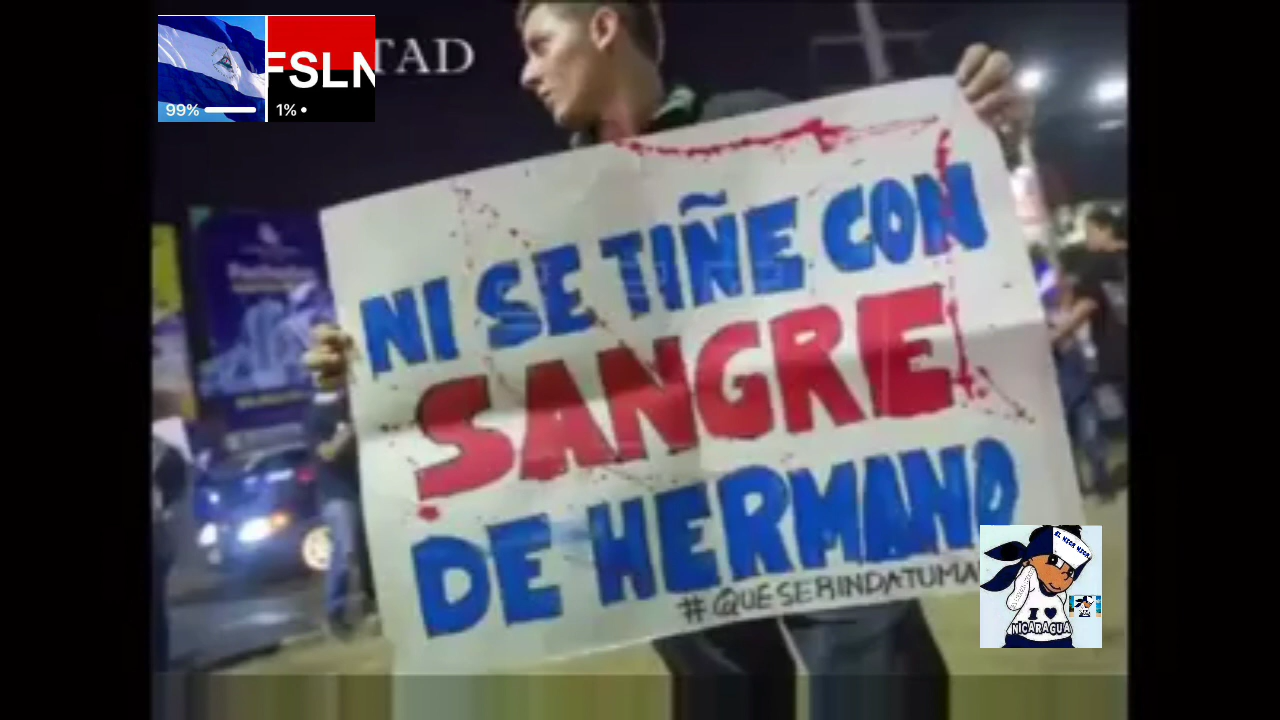 TAD
FSLN
99%
1%
NI SE TIÑE CON
SANGRE
DE HERMANO
#QUESERINDATUMA
I ♥
NICARAGUA